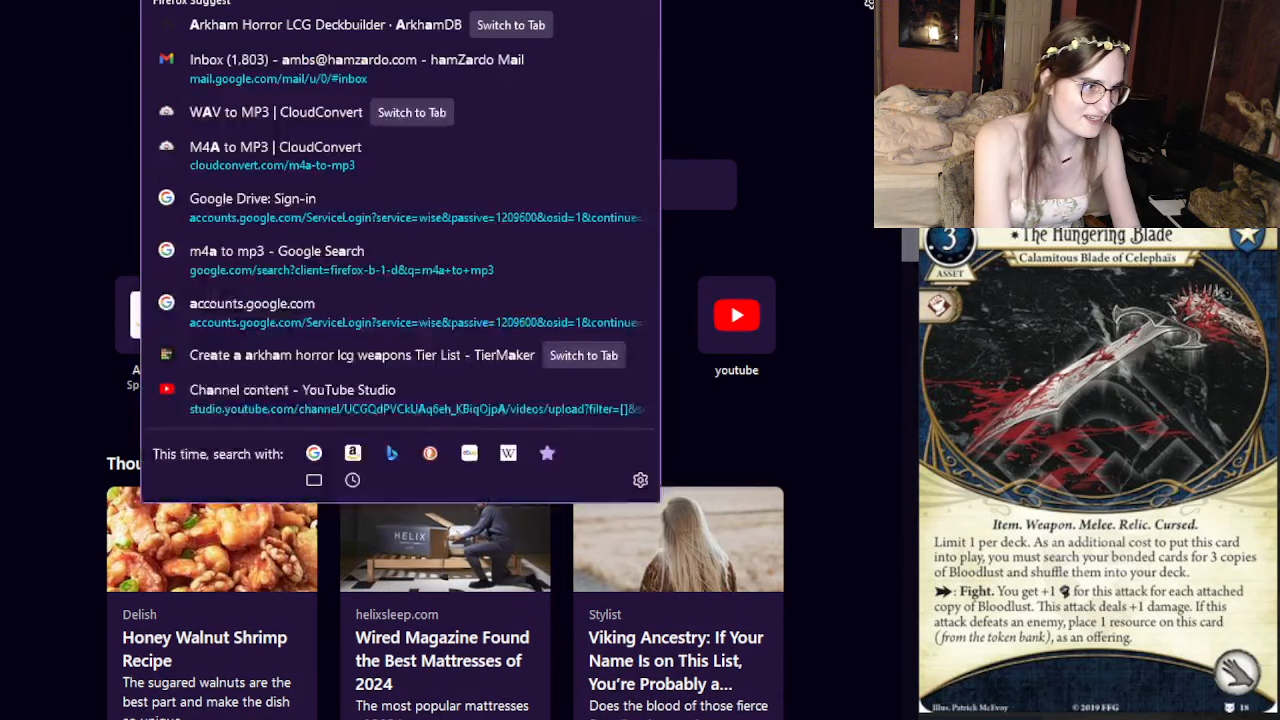 Firefox Suggest
Arkham Horror LCG Deckbuilder · ArkhamDB Switch to Tab
Inbox (1,803) - ambs@hamzardo.com - hamZardo Mail
mail.google.com/mail/u/0/#inbox
WAV to MP3 | CloudConvert Switch to Tab
M4A to MP3 | CloudConvert
cloudconvert.com/m4a-to-mp3
Google Drive: Sign-in
accounts.google.com/ServiceLogin?service=wise&passive=1209600&osid=1&continue=
m4a to mp3 - Google Search
google.com/search?client=firefox-b-1-d&q=m4a+to+mp3
accounts.google.com
accounts.google.com/ServiceLogin?service=wise&passive=1209600&osid=1&continue=
Create a arkham horror lcg weapons Tier List - TierMaker Switch to Tab
Channel content - YouTube Studio
studio.youtube.com/channel/UCGQdPVCkUAq6eh_KBiqOjpA/videos/upload?filter=[]&s
This time, search with:
youtube
Delish
Honey Walnut Shrimp
Recipe
The sugared walnuts are the
best part and make the dish
helixsleep.com
Wired Magazine Found
the Best Mattresses of
2024
The most popular mattresses
Stylist
Viking Ancestry: If Your
Name Is on This List,
You're Probably a...
Does the blood of those fierce
3
ASSET
The Hungering Blade
Calamitous Blade of Celephaïs
Item. Weapon. Melee. Relic. Cursed.
Limit 1 per deck. As an additional cost to put this card
into play, you must search your bonded cards for 3 copies
of Bloodlust and shuffle them into your deck.
: Fight. You get +1 for this attack for each attached
copy of Bloodlust. This attack deals +1 damage. If this
attack defeats an enemy, place 1 resource on this card
(from the token bank), as an offering.
Illus. Patrick McEvoy
© 2019 FFG
18